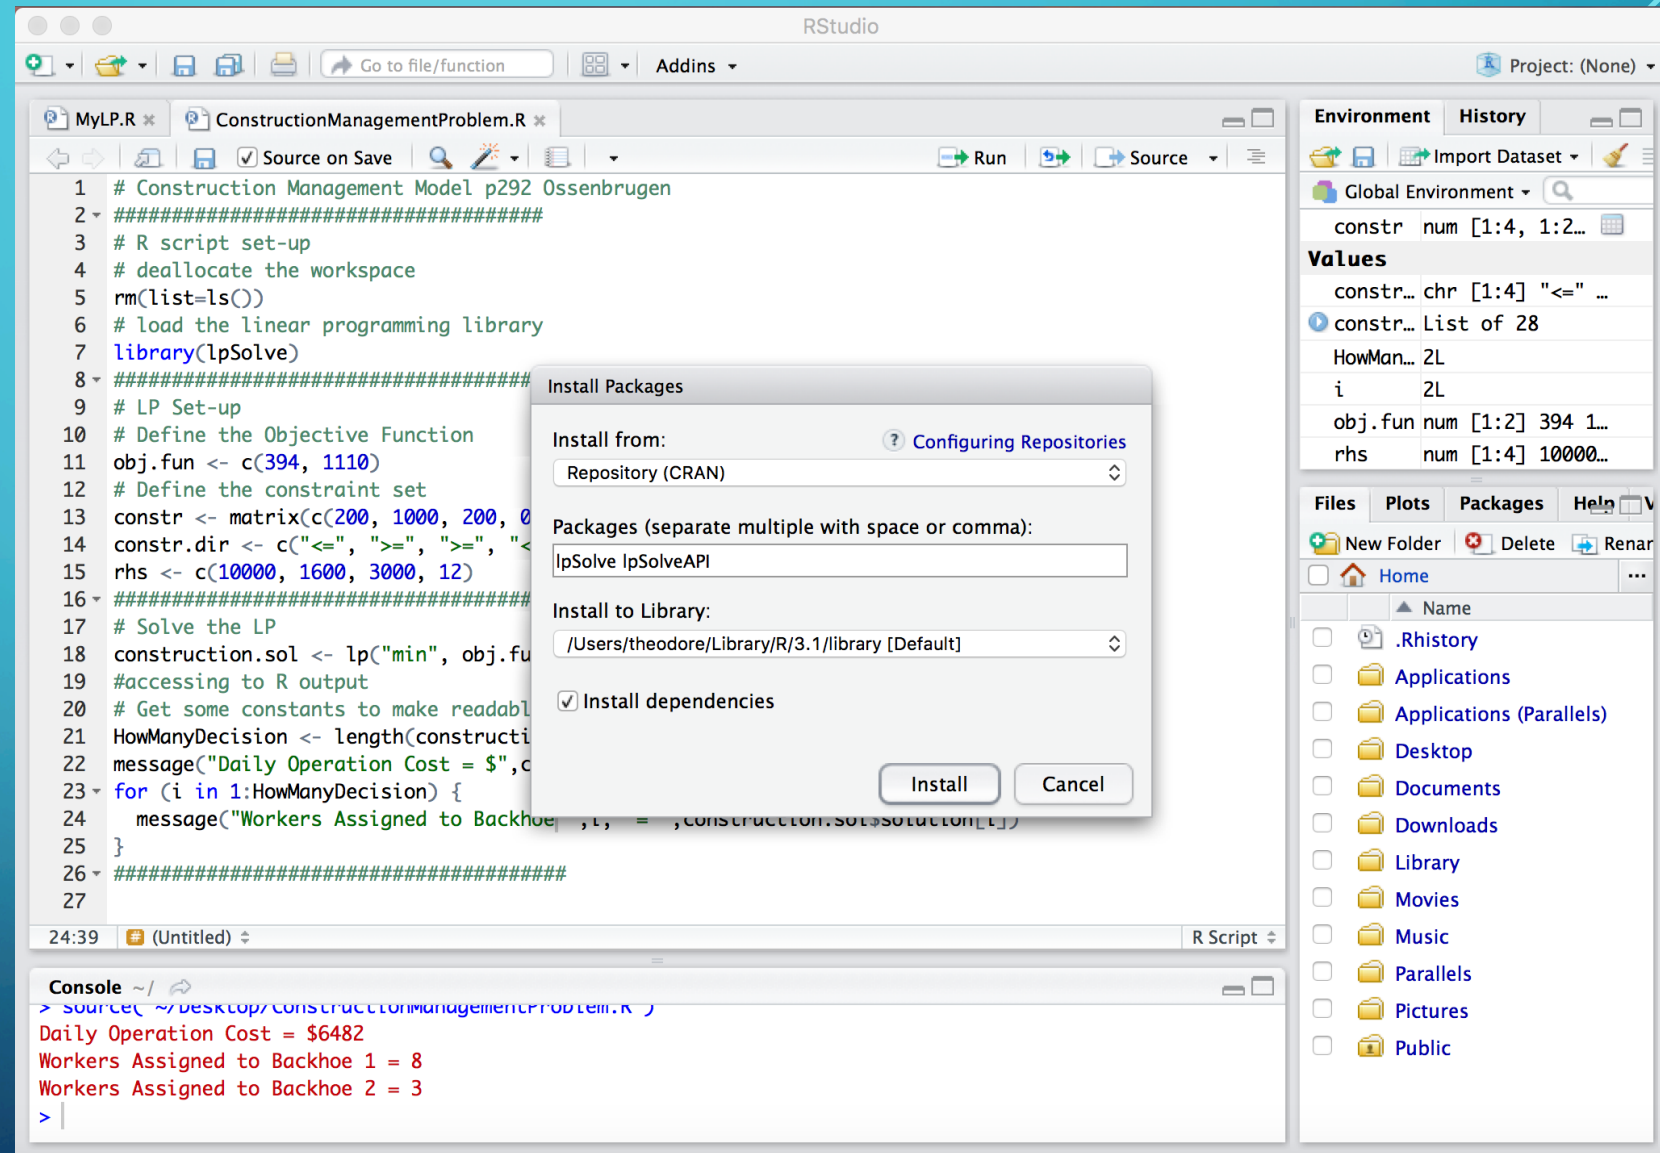 RStudio
Go to file/function
Addins
Project: (None)
MyLP.R
ConstructionManagementProblem.R
Source on Save
Run
Source
1 # Construction Management Model p292 Ossenbrugen
2 #####################################
3 # R script set-up
4 # deallocate the workspace
5 rm(list=ls())
6 # load the linear programming library
7 library(lpSolve)
8 ####################################
9 # LP Set-up
10 # Define the Objective Function
11 obj.fun <- c(394, 1110)
12 # Define the constraint set
13 constr <- matrix(c(200, 1000, 200, 0
14 constr.dir <- c("<=", ">=", ">=", "<
15 rhs <- c(10000, 1600, 3000, 12)
16 ####################################
17 # Solve the LP
18 construction.sol <- lp("min", obj.fu
19 #accessing to R output
20 # Get some constants to make readabl
21 HowManyDecision <- length(constructi
22 message("Daily Operation Cost = $",c
23 for (i in 1:HowManyDecision) {
24 message("Workers Assigned to Backhoe ",i, " = ",construction.sol$solution[i])
25 }
26 #######################################
27
24:39
(Untitled)
R Script
Install Packages
Install from:
? Configuring Repositories
Repository (CRAN)
Packages (separate multiple with space or comma):
lpSolve lpSolveAPI
Install to Library:
/Users/theodore/Library/R/3.1/library [Default]
Install dependencies
Install
Cancel
Console ~/
> source('~/Desktop/ConstructionManagementProblem.R')
Daily Operation Cost = $6482
Workers Assigned to Backhoe 1 = 8
Workers Assigned to Backhoe 2 = 3
>
Environment
History
Import Dataset
Global Environment
constr num [1:4, 1:2...
Values
constr... chr [1:4] "<=" ...
constr... List of 28
HowMan... 2L
i 2L
obj.fun num [1:2] 394 1...
rhs num [1:4] 10000...
Files
Plots
Packages
Help
V
New Folder
Delete
Renar
Home
...
Name
.Rhistory
Applications
Applications (Parallels)
Desktop
Documents
Downloads
Library
Movies
Music
Parallels
Pictures
Public